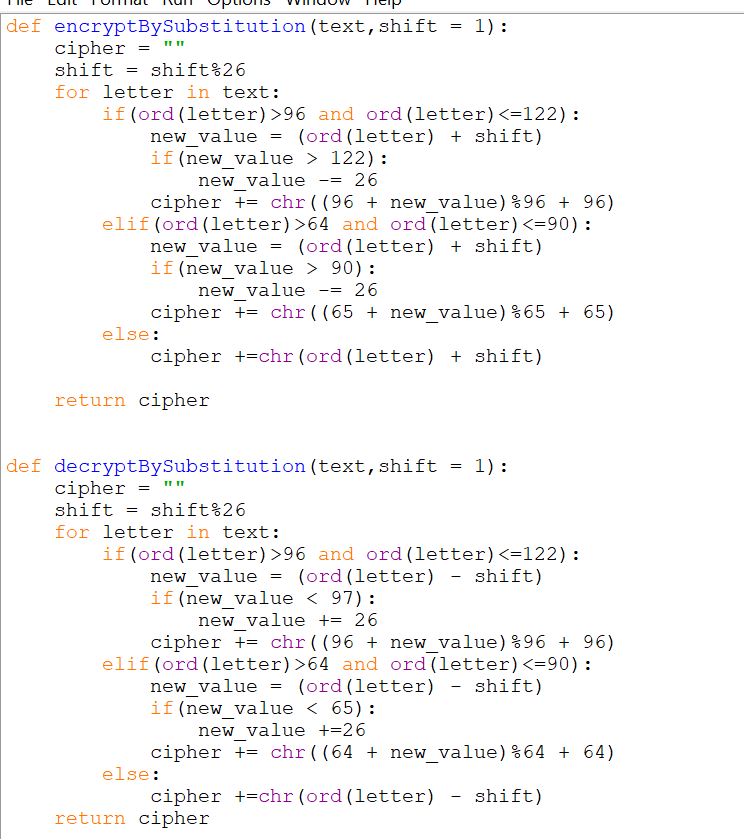 File Edit Format Run Options Window Help
def encryptBySubstitution(text,shift = 1):
    cipher = ""
    shift = shift%26
    for letter in text:
        if(ord(letter)>96 and ord(letter)<=122):
            new_value = (ord(letter) + shift)
            if(new_value > 122):
                new_value -= 26
            cipher += chr((96 + new_value)%96 + 96)
        elif(ord(letter)>64 and ord(letter)<=90):
            new_value = (ord(letter) + shift)
            if(new_value > 90):
                new_value -= 26
            cipher += chr((65 + new_value)%65 + 65)
        else:
            cipher +=chr(ord(letter) + shift)
    return cipher
def decryptBySubstitution(text,shift = 1):
    cipher = ""
    shift = shift%26
    for letter in text:
        if(ord(letter)>96 and ord(letter)<=122):
            new_value = (ord(letter) - shift)
            if(new_value < 97):
                new_value += 26
            cipher += chr((96 + new_value)%96 + 96)
        elif(ord(letter)>64 and ord(letter)<=90):
            new_value = (ord(letter) - shift)
            if(new_value < 65):
                new_value +=26
            cipher += chr((64 + new_value)%64 + 64)
        else:
            cipher +=chr(ord(letter) - shift)
    return cipher